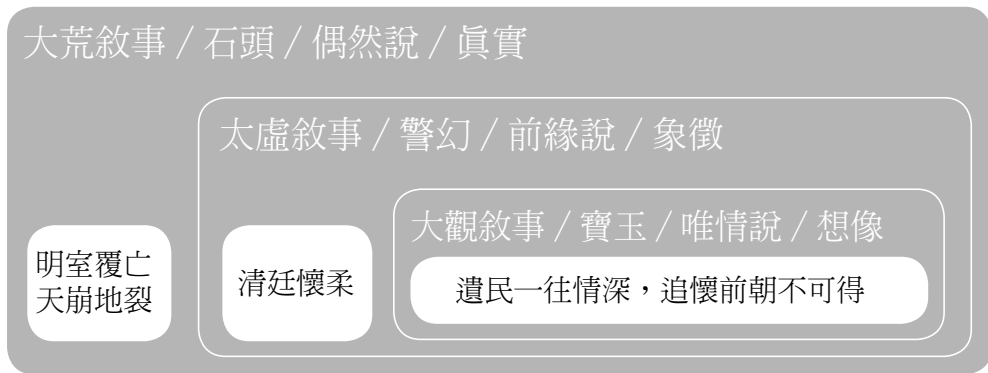 大荒敘事 / 石頭 / 偶然說 / 眞實
太虛敘事 / 警幻 / 前緣說 / 象徵
大觀敘事 / 寶玉 / 唯情說 / 想像
明室覆亡
天崩地裂
清廷懷柔
遺民一往情深，追懷前朝不可得